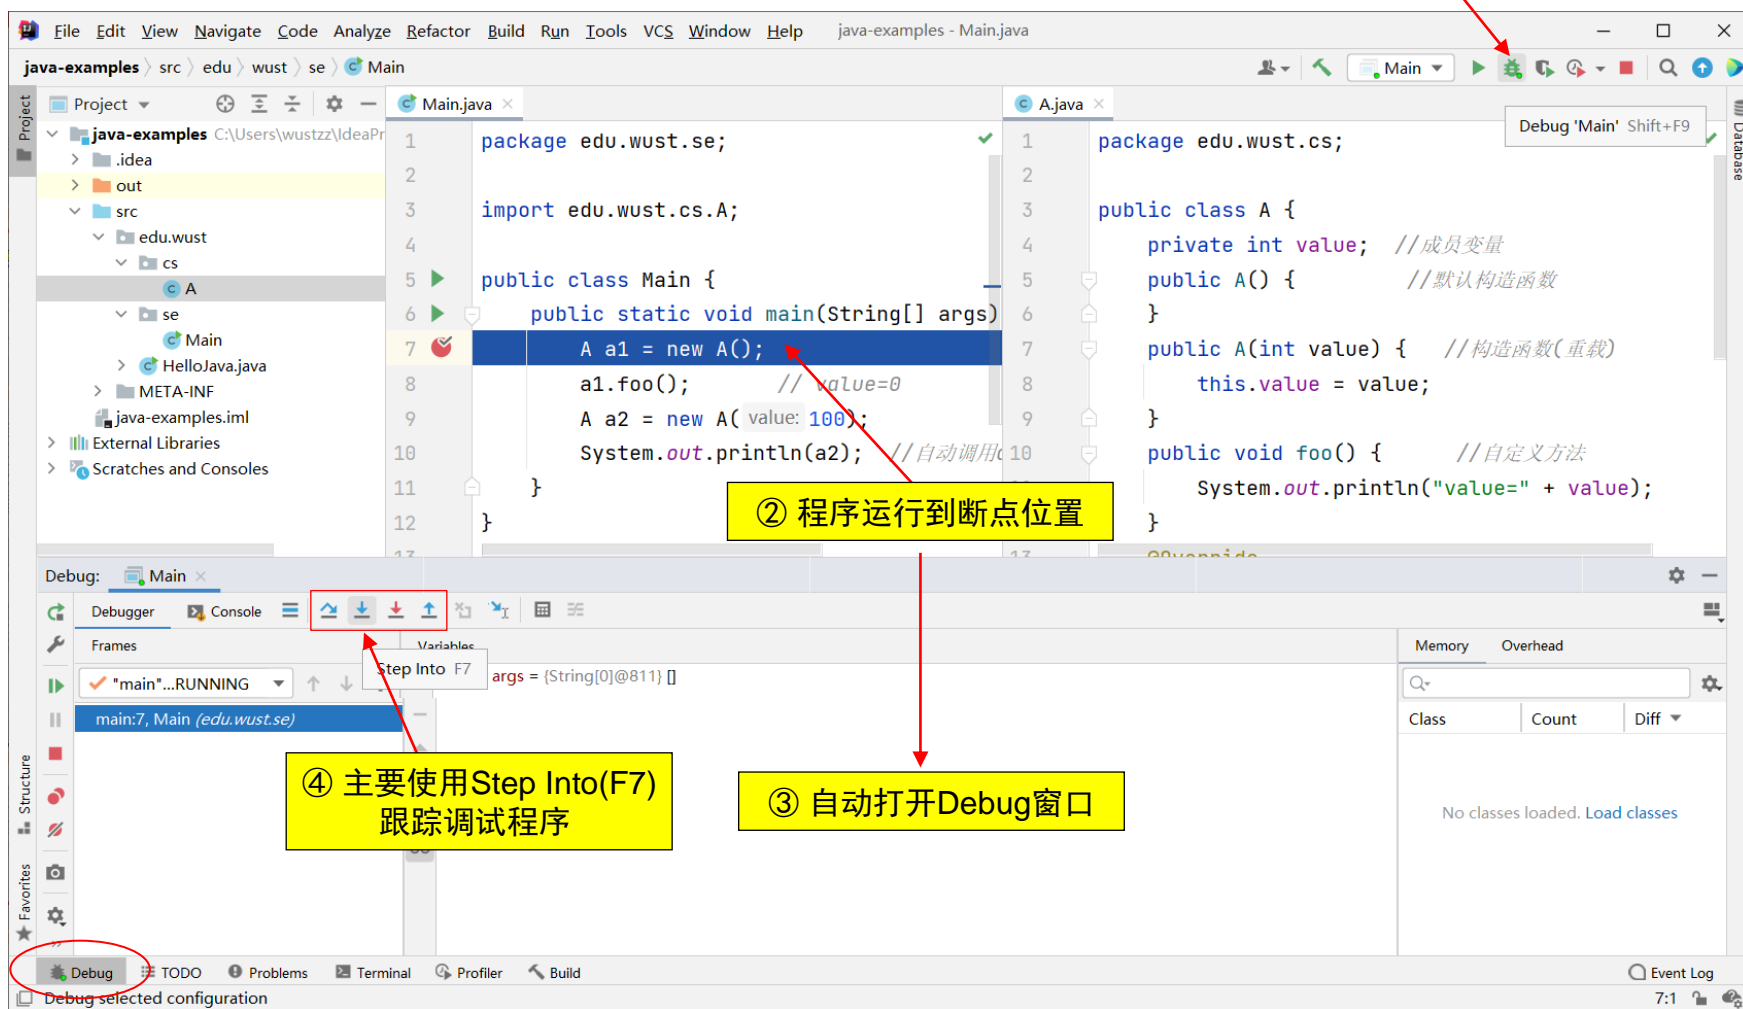 File Edit View Navigate Code Analyze Refactor Build Run Tools VCS Window Help java-examples - Main.java
java-examples src edu wust se Main
Main
Debug 'Main' Shift+F9
Project
Project
java-examples C:\Users\wustzz\IdeaPr
.idea
out
src
edu.wust
cs
A
se
Main
HelloJava.java
META-INF
java-examples.iml
External Libraries
Scratches and Consoles
Main.java
1 package edu.wust.se;
2
3 import edu.wust.cs.A;
4
5 public class Main {
6 public static void main(String[] args)
7 A a1 = new A();
8 a1.foo(); // value=0
9 A a2 = new A( value: 100);
10 System.out.println(a2); //自动调用
11 }
12 }
13
A.java
1 package edu.wust.cs;
2
3 public class A {
4 private int value; //成员变量
5 public A() { //默认构造函数
6 }
7 public A(int value) { //构造函数(重载)
8 this.value = value;
9 }
10 public void foo() { //自定义方法
System.out.println("value=" + value);
}
13 @Override
Database
② 程序运行到断点位置
Debug: Main
Debugger Console
Frames
Variables
Step Into F7
"main"...RUNNING
args = {String[0]@811} []
main:7, Main (edu.wust.se)
④ 主要使用Step Into(F7)
跟踪调试程序
③ 自动打开Debug窗口
Memory Overhead
Class Count Diff
No classes loaded. Load classes
Structure
Favorites
Debug TODO Problems Terminal Profiler Build Event Log
Debug selected configuration 7:1